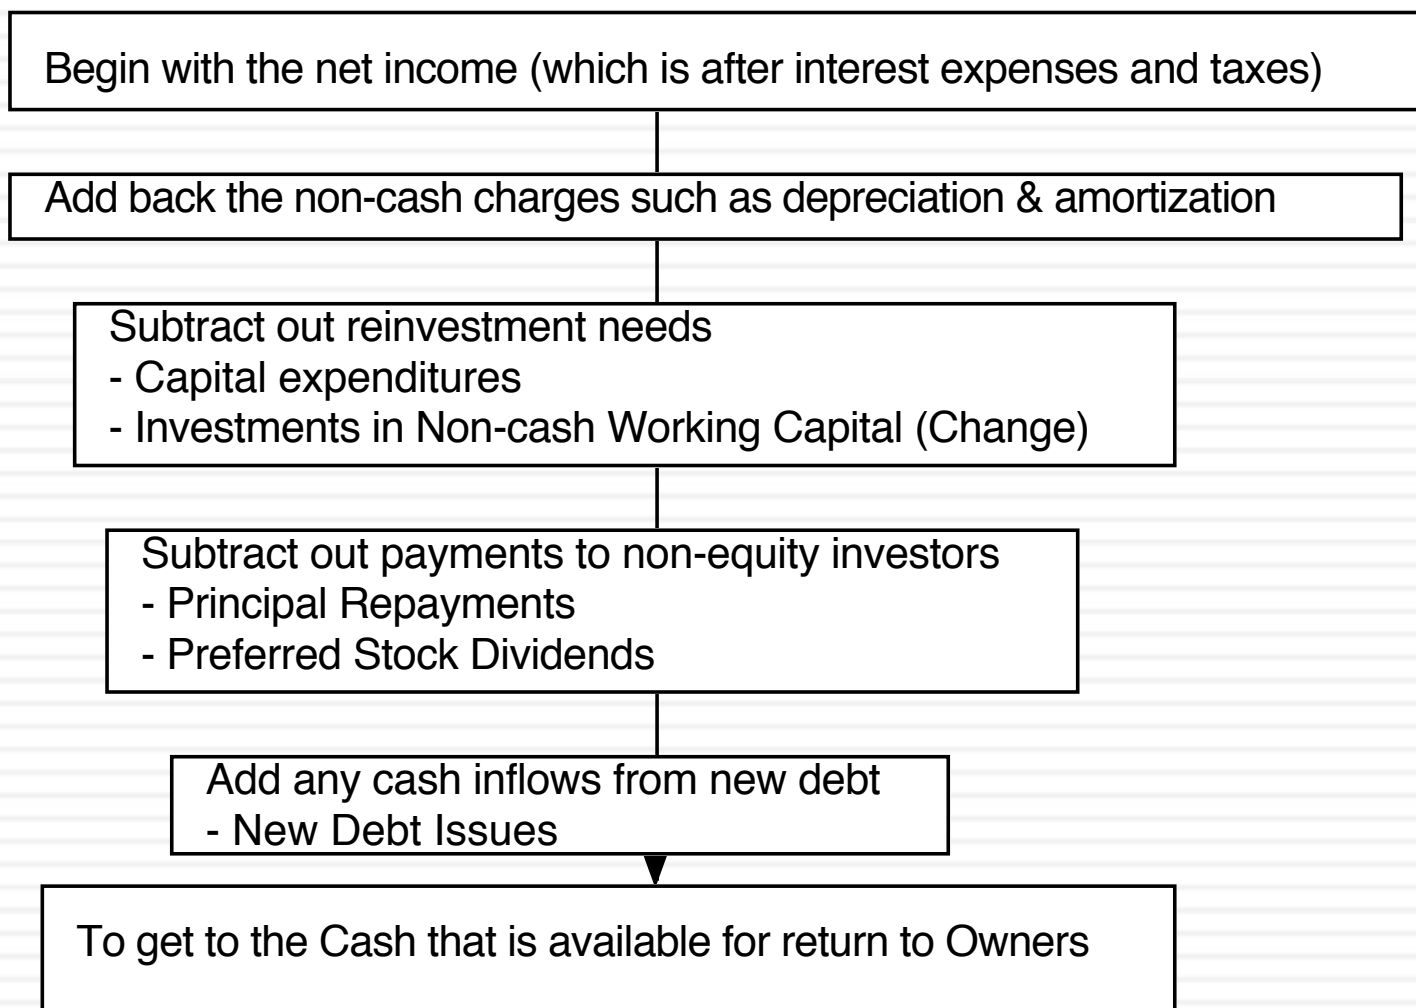 Begin with the net income (which is after interest expenses and taxes)
Add back the non-cash charges such as depreciation & amortization
Subtract out reinvestment needs
- Capital expenditures
- Investments in Non-cash Working Capital (Change)
Subtract out payments to non-equity investors
- Principal Repayments
- Preferred Stock Dividends
Add any cash inflows from new debt
- New Debt Issues
To get to the Cash that is available for return to Owners